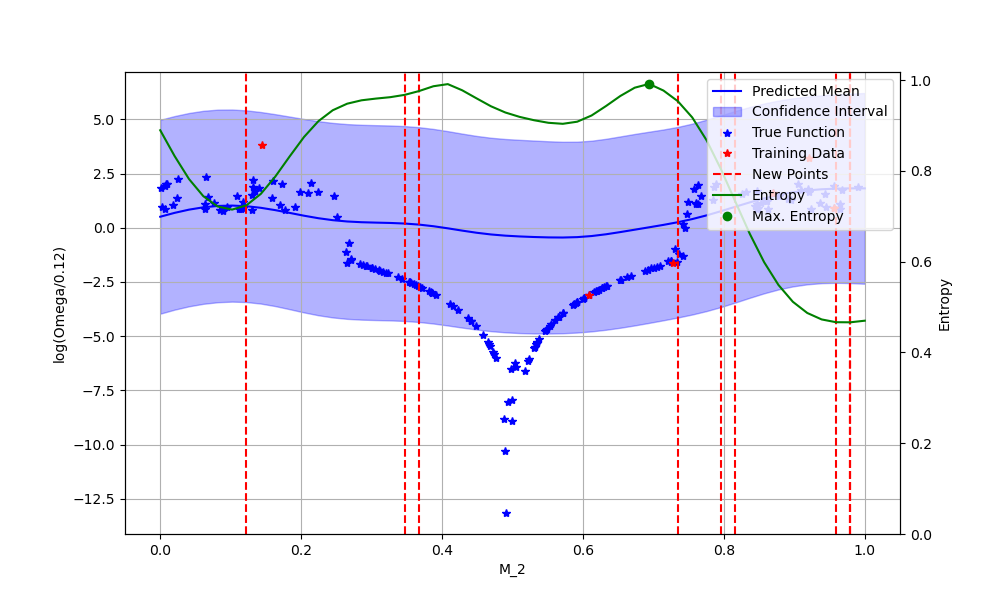 Predicted Mean
Confidence Interval
True Function
Training Data
New Points
Entropy
Max. Entropy
5.0
2.5
0.0
−2.5
−5.0
−7.5
−10.0
−12.5
log(Omega/0.12)
1.0
0.8
0.6
0.4
0.2
0.0
Entropy
0.0 0.2 0.4 0.6 0.8 1.0
M_2